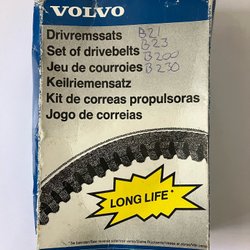 VOLVO
Drivremssats B21
Set of drivebelts B23
Jeu de courroies B200
Keilriemensatz B230
Kit de correas propulsoras
Jogo de correias
LONG LIFE*